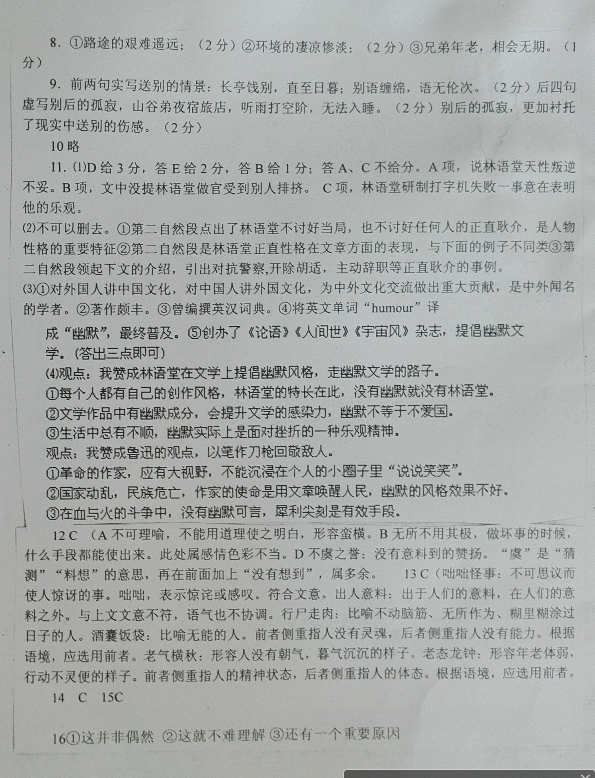 8．①路途的艰难遥远；（2分）②环境的凄凉惨淡；（2分）③兄弟年老，相会无期。（1
分）
9．前两句实写送别的情景：长亭饯别，直至日暮；别语缠绵，语无伦次。（2分）后四句
虚写别后的孤寂，山谷弟夜宿旅店，听雨打空阶，无法入睡。（2分）别后的孤寂，更加衬托
了现实中送别的伤感。（2分）
10略
11．⑴D给3分，答E给2分，答B给1分；答A、C不给分。A项，说林语堂天性叛逆
不妥。B项，文中没提林语堂做官受到别人排挤。 C项，林语堂研制打字机失败一事意在表明
他的乐观。
⑵不可以删去。①第二自然段点出了林语堂不讨好当局，也不讨好任何人的正直耿介，是人物
性格的重要特征②第二自然段是林语堂正直性格在文章方面的表现，与下面的例子不同类③第
二自然段领起下文的介绍，引出对抗警察,开除胡适，主动辞职等正直耿介的事例。
⑶①对外国人讲中国文化，对中国人讲外国文化，为中外文化交流做出重大贡献，是中外闻名
的学者。②著作颇丰。③曾编撰英汉词典。④将英文单词“humour”译
成“幽默”，最终普及。⑤创办了《论语》《人间世》《宇宙风》杂志，提倡幽默文
学。(答出三点即可)
⑷观点：我赞成林语堂在文学上提倡幽默风格，走幽默文学的路子。
①每个人都有自己的创作风格，林语堂的特长在此，没有幽默就没有林语堂。
②文学作品中有幽默成分，会提升文学的感染力，幽默不等于不爱国。
③生活中总有不顺，幽默实际上是面对挫折的一种乐观精神。
观点：我赞成鲁迅的观点，以笔作刀枪回敬敌人。
①革命的作家，应有大视野，不能沉浸在个人的小圈子里“说说笑笑”。
②国家动乱，民族危亡，作家的使命是用文章唤醒人民，幽默的风格效果不好。
③在血与火的斗争中，没有幽默可言，犀利尖刻是有效手段。
12 C （A 不可理喻，不能用道理使之明白，形容蛮横。B 无所不用其极，做坏事的时候，
什么手段都能使出来。此处属感情色彩不当。D 不虞之誉：没有意料到的赞扬。“虞”是“猜
测”“料想”的意思，再在前面加上“没有想到”，属多余。 13 C（咄咄怪事：不可思议而
使人惊讶的事。咄咄，表示惊诧或感叹。符合文意。出人意料：出于人们的意料，在人们的意
料之外。与上文文意不符，语气也不协调。行尸走肉：比喻不动脑筋、无所作为、糊里糊涂过
日子的人。酒囊饭袋：比喻无能的人。前者侧重指人没有灵魂，后者侧重指人没有能力。根据
语境，应选用前者。老气横秋：形容人没有朝气，暮气沉沉的样子。老态龙钟：形容年老体弱，
行动不灵便的样子。前者侧重指人的精神状态，后者侧重指人的体态。根据语境，应选用前者。
14 C 15C
16①这并非偶然 ②这就不难理解 ③还有一个重要原因